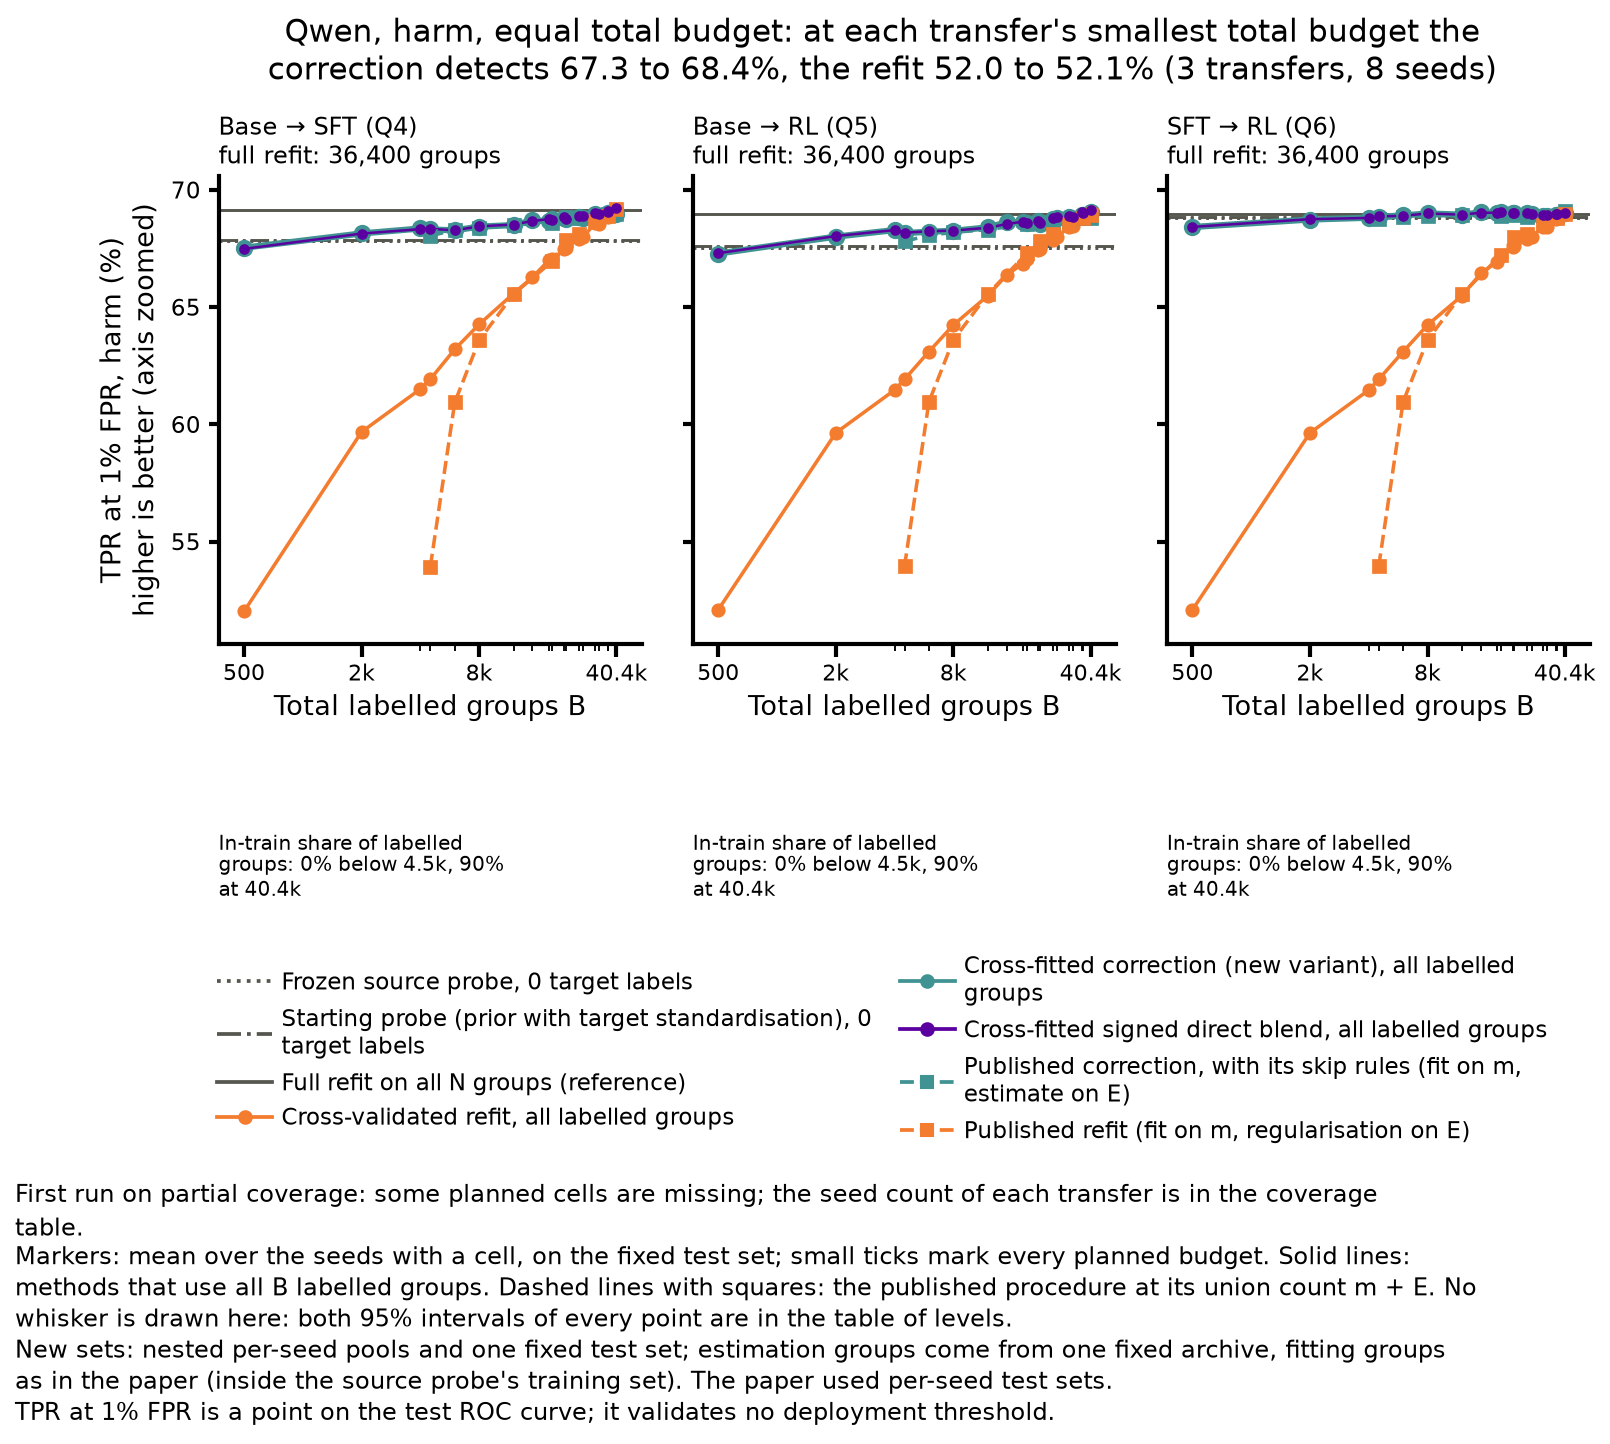 Qwen, harm, equal total budget: at each transfer's smallest total budget the
correction detects 67.3 to 68.4%, the refit 52.0 to 52.1% (3 transfers, 8 seeds)
Base → SFT (Q4)
full refit: 36,400 groups
Base → RL (Q5)
full refit: 36,400 groups
SFT → RL (Q6)
full refit: 36,400 groups
TPR at 1% FPR, harm (%)
higher is better (axis zoomed)
70
65
60
55
500
2k
8k
40.4k
500
2k
8k
40.4k
500
2k
8k
40.4k
Total labelled groups B
Total labelled groups B
Total labelled groups B
In-train share of labelled
groups: 0% below 4.5k, 90%
at 40.4k
In-train share of labelled
groups: 0% below 4.5k, 90%
at 40.4k
In-train share of labelled
groups: 0% below 4.5k, 90%
at 40.4k
Frozen source probe, 0 target labels
Starting probe (prior with target standardisation), 0
target labels
Full refit on all N groups (reference)
Cross-validated refit, all labelled groups
Cross-fitted correction (new variant), all labelled
groups
Cross-fitted signed direct blend, all labelled groups
Published correction, with its skip rules (fit on m,
estimate on E)
Published refit (fit on m, regularisation on E)
First run on partial coverage: some planned cells are missing; the seed count of each transfer is in the coverage
table.
Markers: mean over the seeds with a cell, on the fixed test set; small ticks mark every planned budget. Solid lines:
methods that use all B labelled groups. Dashed lines with squares: the published procedure at its union count m + E. No
whisker is drawn here: both 95% intervals of every point are in the table of levels.
New sets: nested per-seed pools and one fixed test set; estimation groups come from one fixed archive, fitting groups
as in the paper (inside the source probe's training set). The paper used per-seed test sets.
TPR at 1% FPR is a point on the test ROC curve; it validates no deployment threshold.